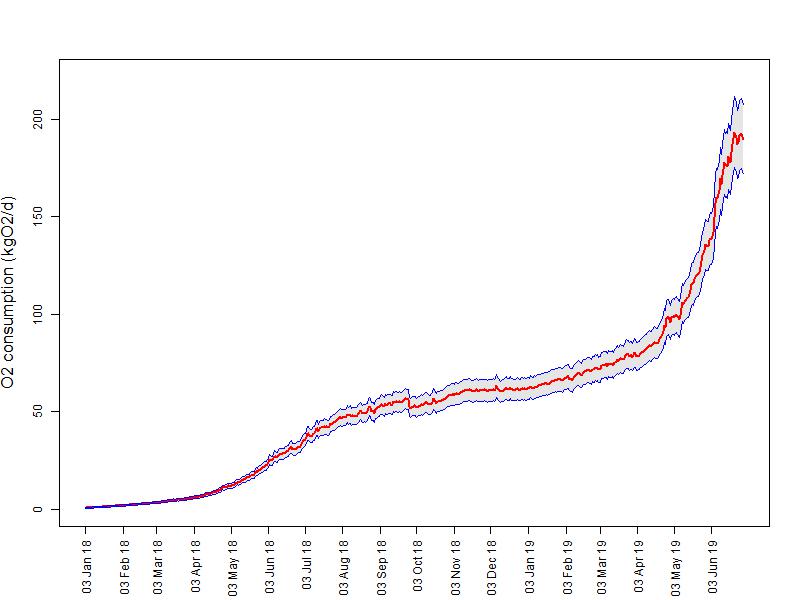 O2 consumption (kgO2/d)
200
150
100
50
0
03 Jan 18
03 Feb 18
03 Mar 18
03 Apr 18
03 May 18
03 Jun 18
03 Jul 18
03 Aug 18
03 Sep 18
03 Oct 18
03 Nov 18
03 Dec 18
03 Jan 19
03 Feb 19
03 Mar 19
03 Apr 19
03 May 19
03 Jun 19